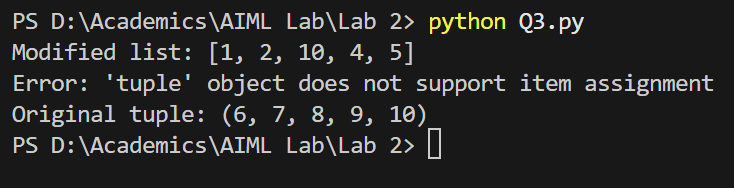 PS D:\Academics\AIML Lab\Lab 2> python Q3.py
Modified list: [1, 2, 10, 4, 5]
Error: 'tuple' object does not support item assignment
Original tuple: (6, 7, 8, 9, 10)
PS D:\Academics\AIML Lab\Lab 2>